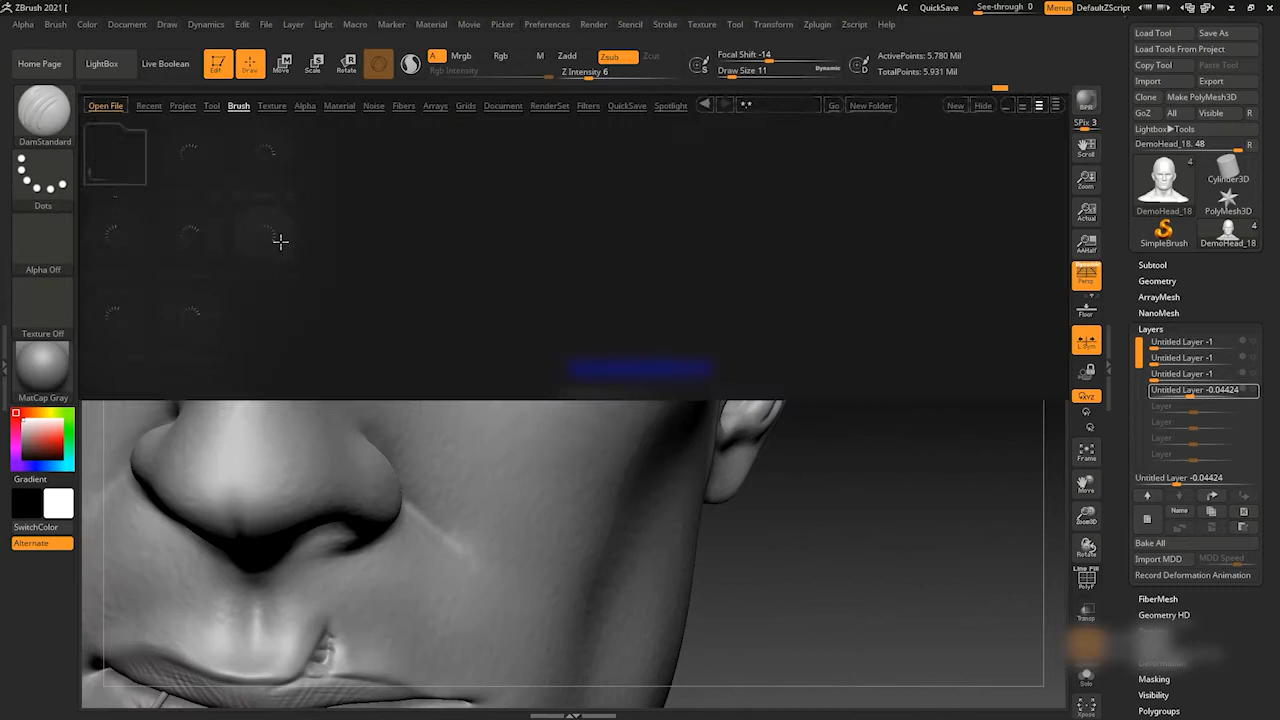 ZBrush 2021 [
AC QuickSave See-through 0 Menus DefaultZScript
Alpha Brush Color Document Draw Dynamics Edit File Geometry Layer Light Macro Marker Material Movie Picker Preferences Render Stencil Stroke Texture Tool Transform Zplugin Zscript Help
Home Page LightBox Live Boolean Edit Draw Move Scale Rotate A Mrgb Rgb M Zadd Zsub Zcut
Rgb Intensity Z Intensity 6
Focal Shift -14
Draw Size 11 Dynamic
S D
ActivePoints: 5.780 Mil
TotalPoints: 5.931 Mil
Open File Recent Project Tool Brush Texture Alpha Material Noise Fibers Arrays Grids Document RenderSet Filters QuickSave Spotlight *.* Go New Folder New Hide
DamStandard
Dots
Alpha Off
Texture Off
MatCap Gray
Gradient
SwitchColor
Alternate
BPR
SPix 3
Scroll
Zoom
Actual
AAHalf
Dynamic
Persp
Floor
L.Sym
XYZ
Frame
Move
Zoom3D
Rotate
Line Fill
PolyF
Transp
Solo
Xpose
Load Tool Save As
Load Tools From Project
Copy Tool Paste Tool
Import Export
Clone Make PolyMesh3D
GoZ All Visible R
Lightbox▶Tools
DemoHead_18. 48 R
4
DemoHead_18
Cylinder3D
PolyMesh3D
SimpleBrush
4
DemoHead_18
Subtool
Geometry
ArrayMesh
NanoMesh
Layers
Untitled Layer -1
Untitled Layer -1
Untitled Layer -1
Untitled Layer -0.04424
Layer
Layer
Layer
Layer
Untitled Layer -0.04424
Name
Bake All
Import MDD MDD Speed
Record Deformation Animation
FiberMesh
Geometry HD
Deformation
Masking
Visibility
Polygroups